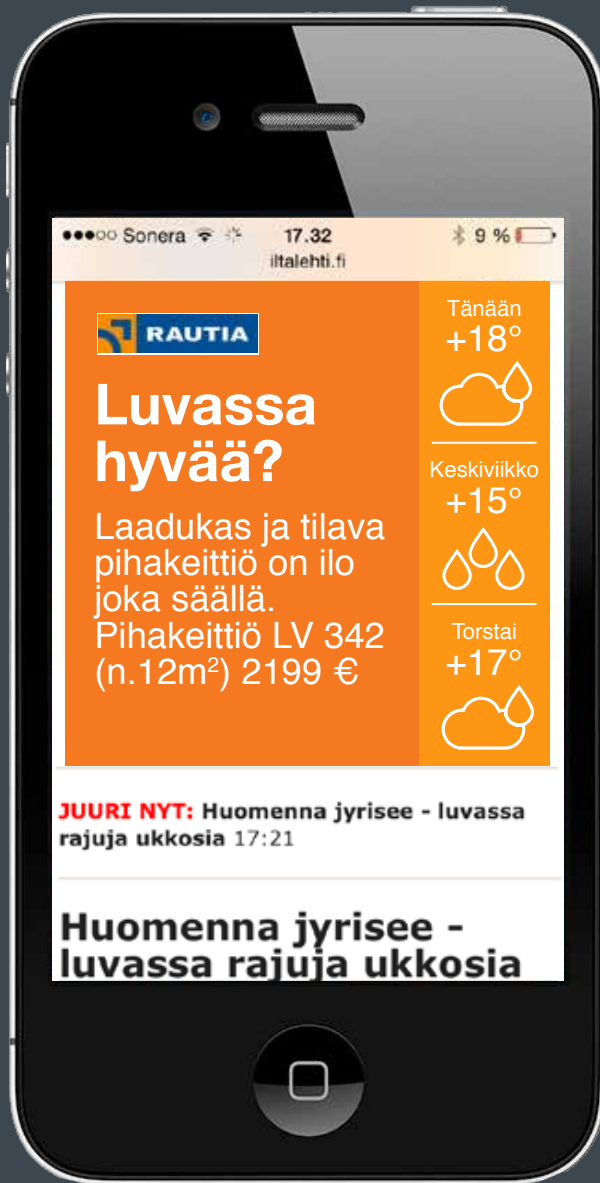 Sonera 17.32 9 %
iltalehti.fi
RAUTIA
Luvassa
hyvää?
Laadukas ja tilava
pihakeittiö on ilo
joka säällä.
Pihakeittiö LV 342
(n.12m²) 2199 €
Tänään
+18°
Keskiviikko
+15°
Torstai
+17°
JUURI NYT: Huomenna jyrisee - luvassa
rajuja ukkosia 17:21
Huomenna jyrisee -
luvassa rajuja ukkosia